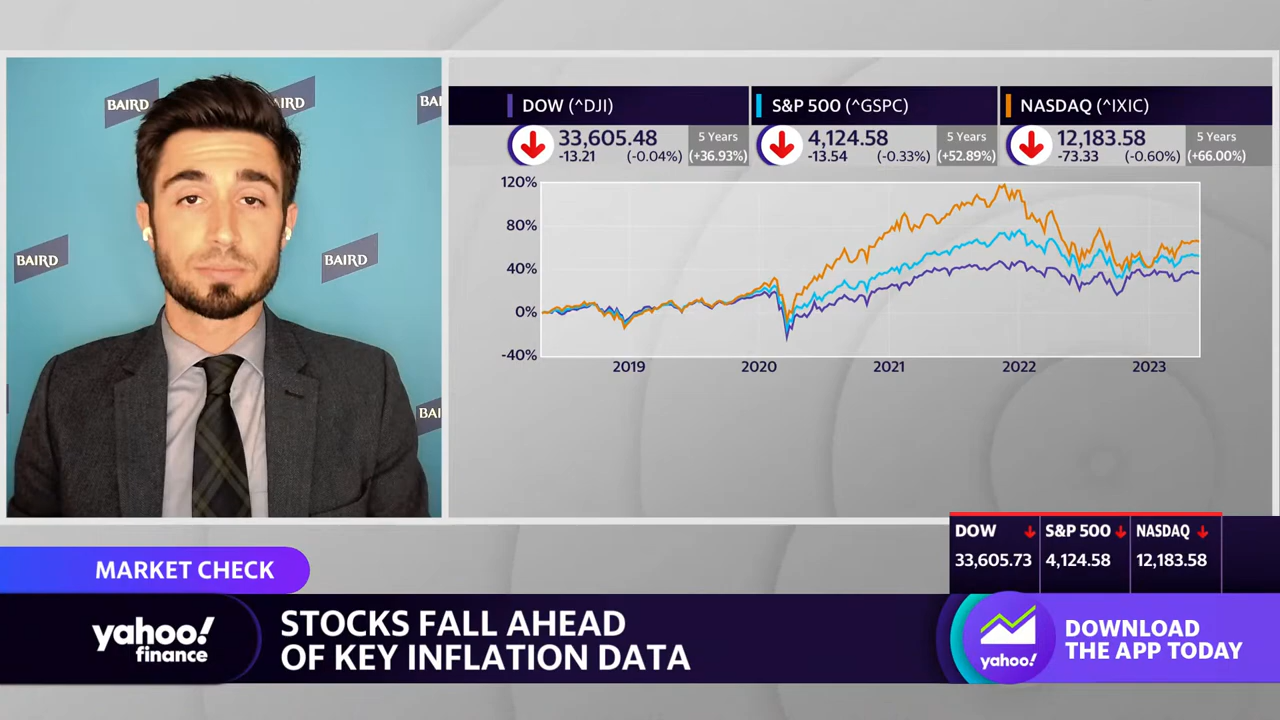 BAIRD
AIRD
BAI
BAIRD
BAIRD
BAI
DOW (^DJI)
33,605.48
-13.21 (-0.04%)
5 Years
(+36.93%)
S&P 500 (^GSPC)
4,124.58
-13.54 (-0.33%)
5 Years
(+52.89%)
NASDAQ (^IXIC)
12,183.58
-73.33 (-0.60%)
5 Years
(+66.00%)
120%
80%
40%
0%
-40%
2019 2020 2021 2022 2023
DOW S&P 500 NASDAQ
33,605.73 4,124.58 12,183.58
MARKET CHECK
yahoo!
finance
STOCKS FALL AHEAD
OF KEY INFLATION DATA
yahoo!
DOWNLOAD
THE APP TODAY